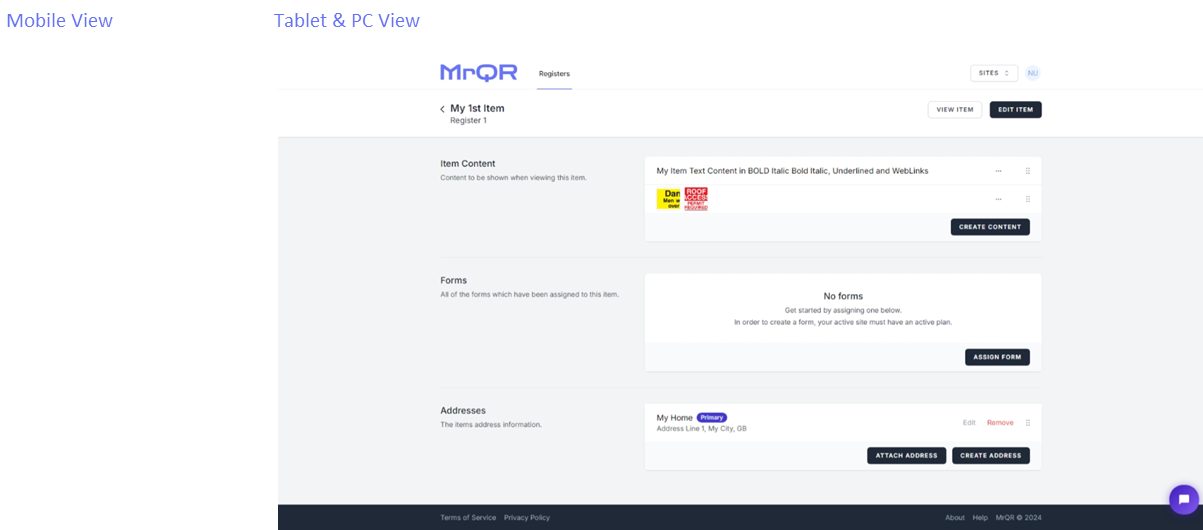 Mobile View
Tablet & PC View
MrQR
Registers
SITES
NU
My 1st Item
Register 1
VIEW ITEM
EDIT ITEM
Item Content
Content to be shown when viewing this item.
My Item Text Content in BOLD Italic Bold Italic, Underlined and WebLinks
Dan
Men w
over
ROOF
ACCESS
PERMIT
REQUIRED
CREATE CONTENT
Forms
All of the forms which have been assigned to this item.
No forms
Get started by assigning one below.
In order to create a form, your active site must have an active plan.
ASSIGN FORM
Addresses
The items address information.
My Home Primary
Address Line 1, My City, GB
Edit Remove
ATTACH ADDRESS
CREATE ADDRESS
Terms of Service Privacy Policy
About Help MrQR © 2024